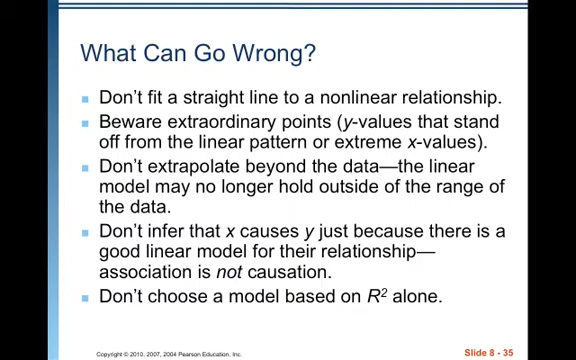 What Can Go Wrong?
Don’t fit a straight line to a nonlinear relationship.
Beware extraordinary points (y-values that stand
off from the linear pattern or extreme x-values).
Don’t extrapolate beyond the data—the linear
model may no longer hold outside of the range of
the data.
Don’t infer that x causes y just because there is a
good linear model for their relationship—
association is not causation.
Don’t choose a model based on R² alone.
Copyright © 2010, 2007, 2004 Pearson Education, Inc.
Slide 8 - 35